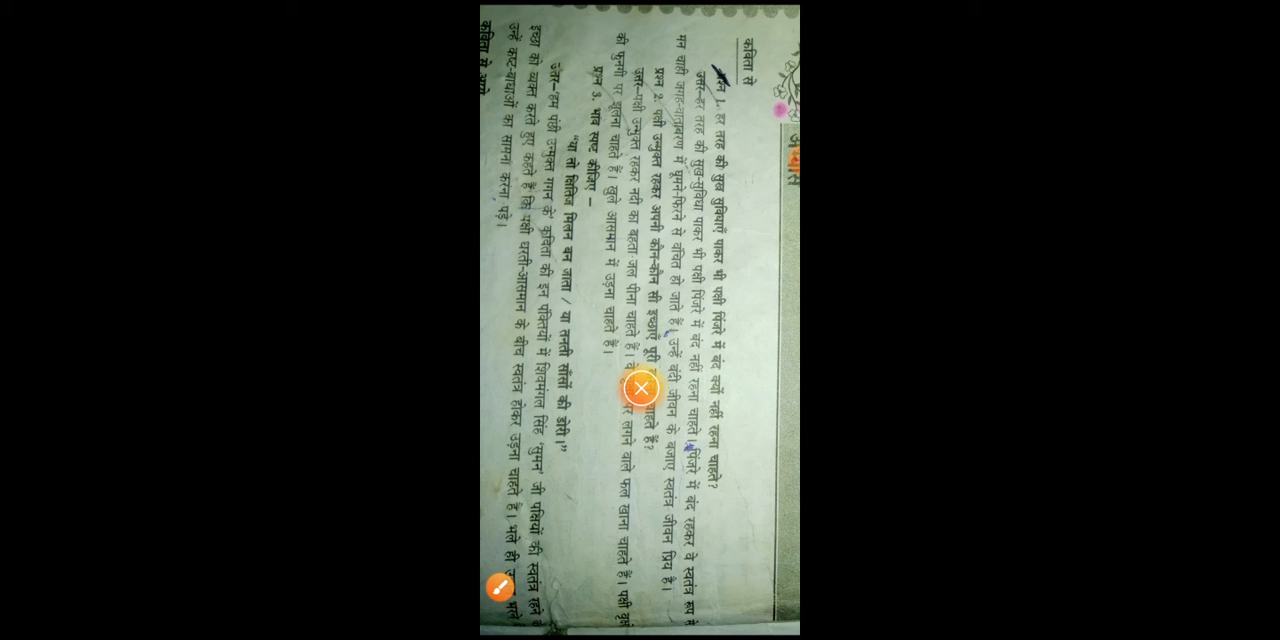 अभ्यास
कविता से
प्रश्न 1. हर तरह की सुख सुविधाएँ पाकर भी पक्षी पिंजरे में बंद क्यों नहीं रहना चाहते?
उत्तर–हर तरह की सुख-सुविधा पाकर भी पक्षी पिंजरे में बंद नहीं रहना चाहते। पिंजरे में बंद रहकर वे स्वतंत्र रूप से
मन चाही जगह-वातावरण में घूमने-फिरने से वंचित हो जाते हैं। उन्हें बंदी जीवन के बजाए स्वतंत्र जीवन प्रिय है।
प्रश्न 2. पक्षी उन्मुक्त रहकर अपनी कौन-कौन सी इच्छाएँ पूरी चाहते हैं?
उत्तर–पक्षी उन्मुक्त रहकर नदी का बहता जल पीना चाहते हैं। वे पर लगने वाले फल खाना चाहते हैं। पक्षी वृक्ष
की फुनगी पर झूलना चाहते हैं। खुले आसमान में उड़ना चाहते हैं।
प्रश्न 3. भाव स्पष्ट कीजिए –
"या तो क्षितिज मिलन बन जाता / या तनती साँसों की डोरी।"
उत्तर–'हम पंछी उन्मुक्त गगन के' कविता की इन पंक्तियों में शिवमंगल सिंह 'सुमन' जी पक्षियों की स्वतंत्र रहने
इच्छा को व्यक्त करते हुए कहते हैं कि पक्षी धरती-आसमान के बीच स्वतंत्र होकर उड़ना चाहते हैं। भले ही
उन्हें कष्ट-बाधाओं का सामना करना पड़े।
कविता से आगे